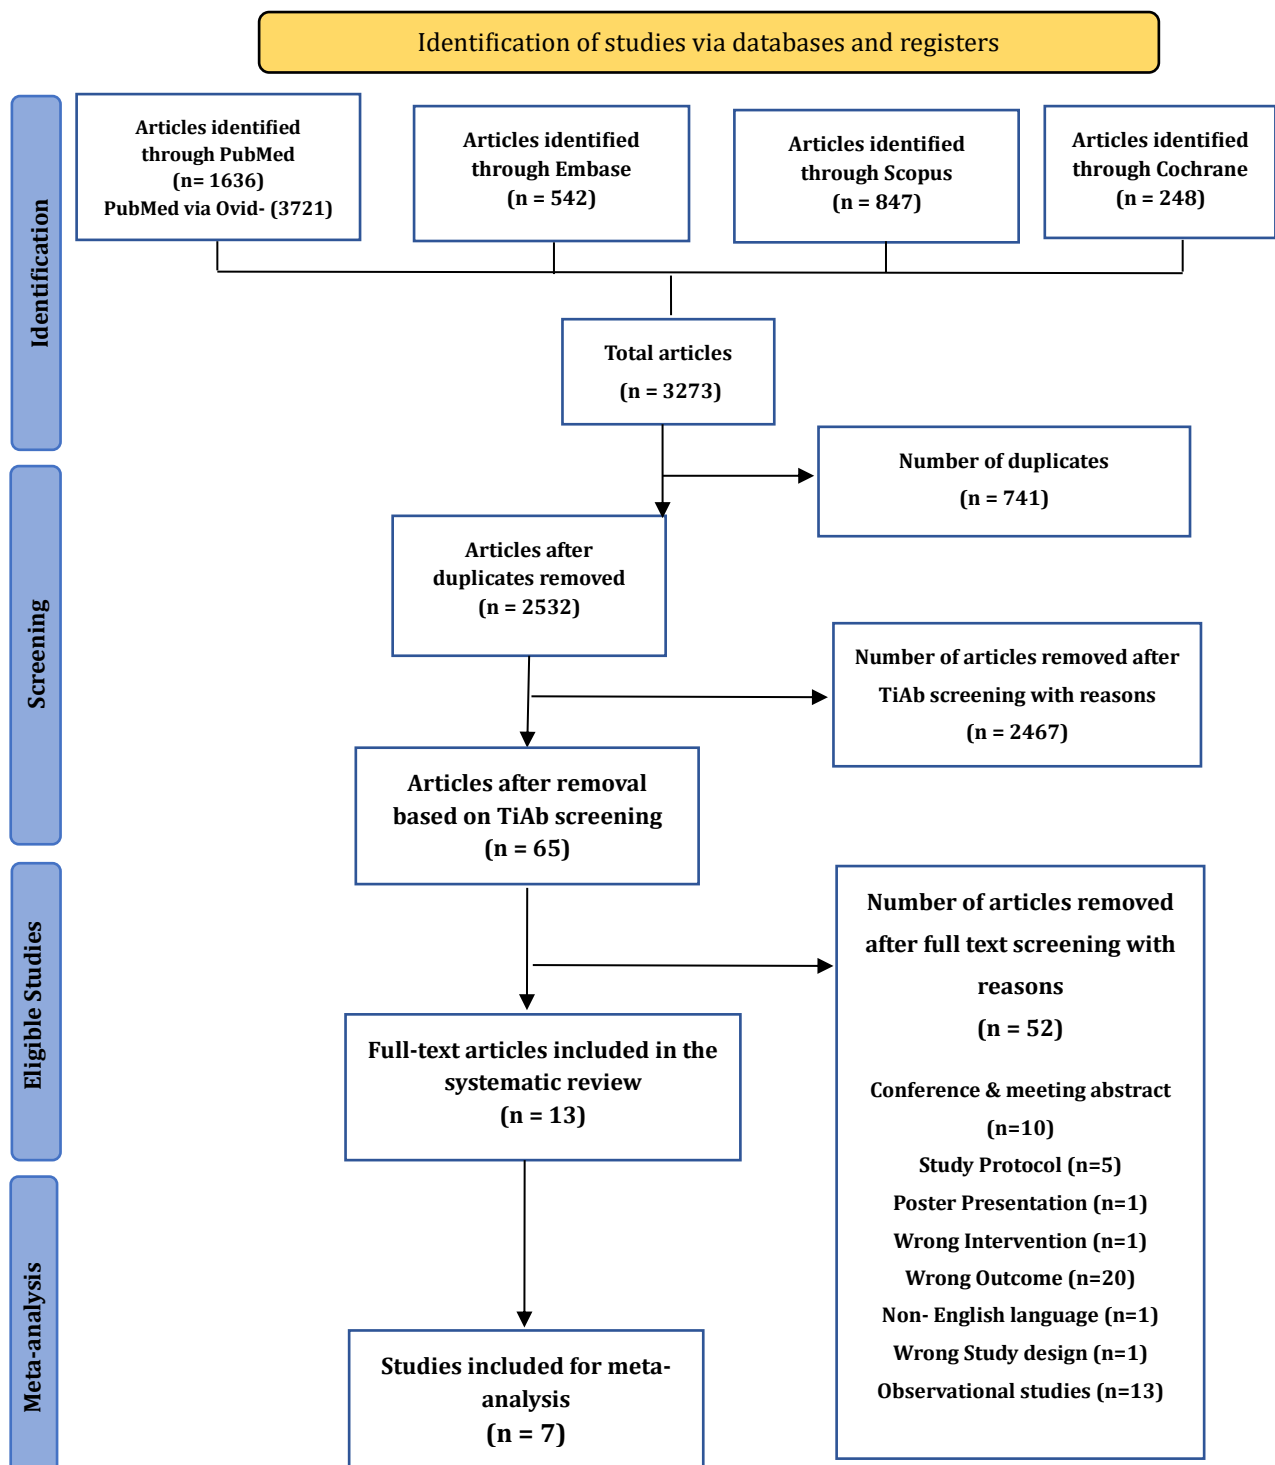 Identification of studies via databases and registers
Identification
Articles identified
through PubMed
(n= 1636)
PubMed via Ovid- (3721)
Articles identified
through Embase
(n = 542)
Articles identified
through Scopus
(n = 847)
Articles identified
through Cochrane
(n = 248)
Total articles
(n = 3273)
Number of duplicates
(n = 741)
Screening
Articles after
duplicates removed
(n = 2532)
Number of articles removed after
TiAb screening with reasons
(n = 2467)
Articles after removal
based on TiAb screening
(n = 65)
Eligible Studies
Number of articles removed
after full text screening with
reasons
(n = 52)
Conference & meeting abstract
(n=10)
Study Protocol (n=5)
Poster Presentation (n=1)
Wrong Intervention (n=1)
Wrong Outcome (n=20)
Non- English language (n=1)
Wrong Study design (n=1)
Observational studies (n=13)
Full-text articles included in the
systematic review
(n = 13)
Meta-analysis
Studies included for meta-
analysis
(n = 7)